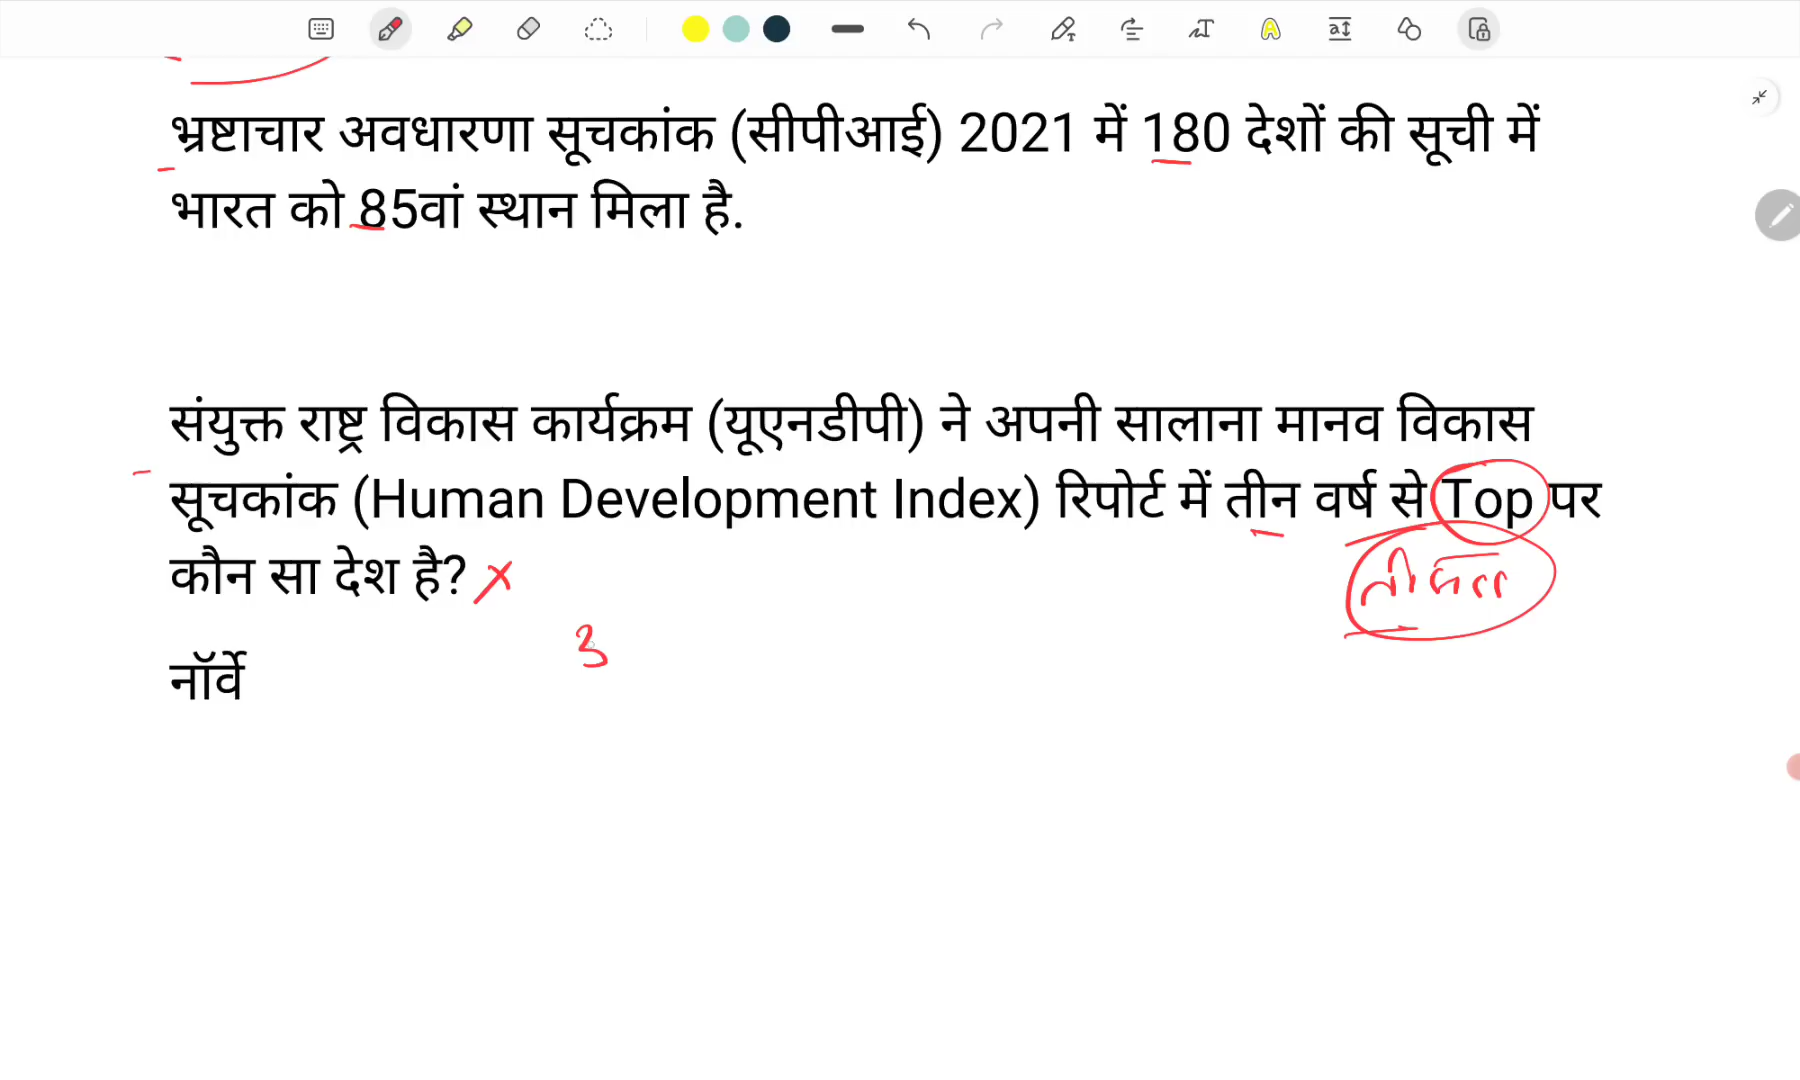 भ्रष्टाचार अवधारणा सूचकांक (सीपीआई) 2021 में 180 देशों की सूची में
भारत को 85वां स्थान मिला है.
संयुक्त राष्ट्र विकास कार्यक्रम (यूएनडीपी) ने अपनी सालाना मानव विकास
सूचकांक (Human Development Index) रिपोर्ट में तीन वर्ष से Top पर
कौन सा देश है?
3
नॉर्वे